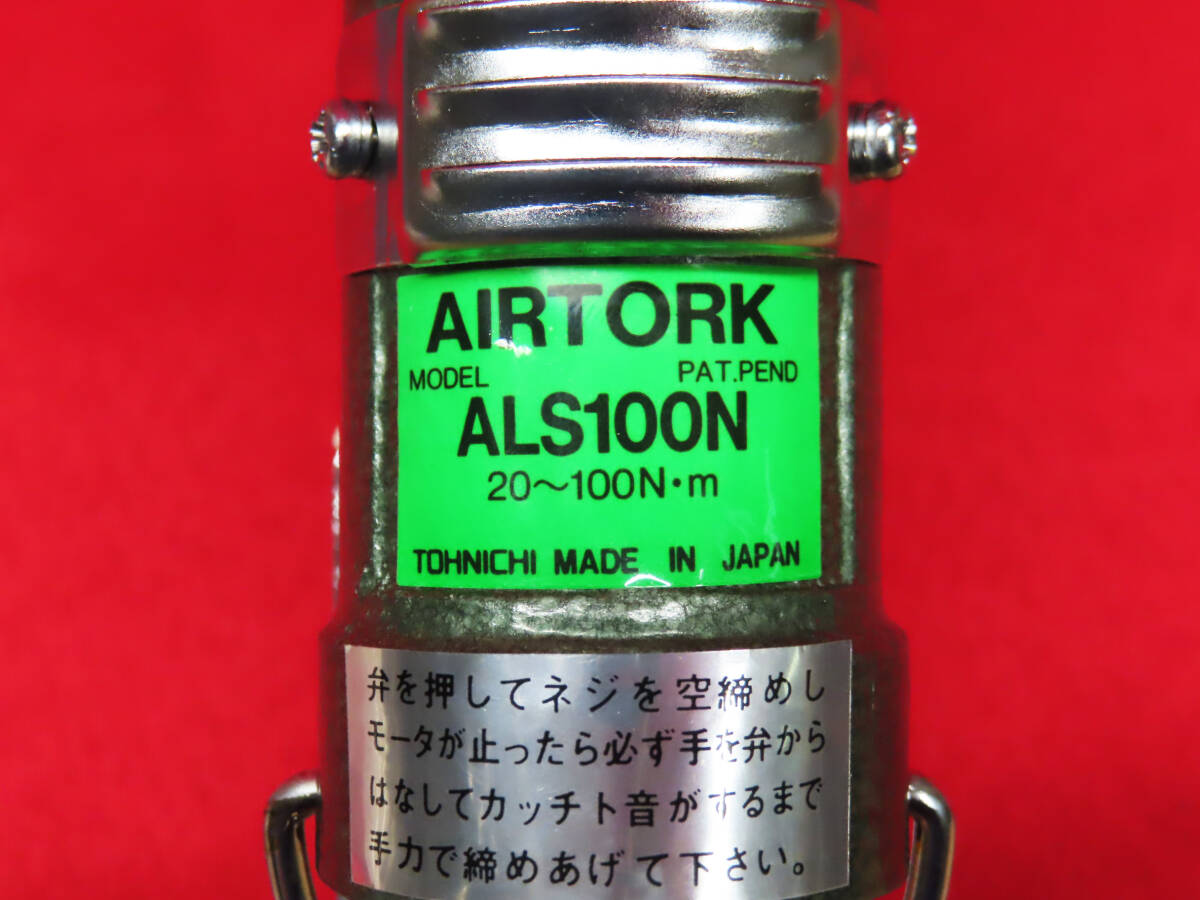 AIRTORK
MODEL PAT.PEND
ALS100N
20～100N・m
TOHNICHI MADE IN JAPAN
弁を押してネジを空締めし
モータが止ったら必ず手を弁から
はなしてカッチト音がするまで
手力で締めあげて下さい。